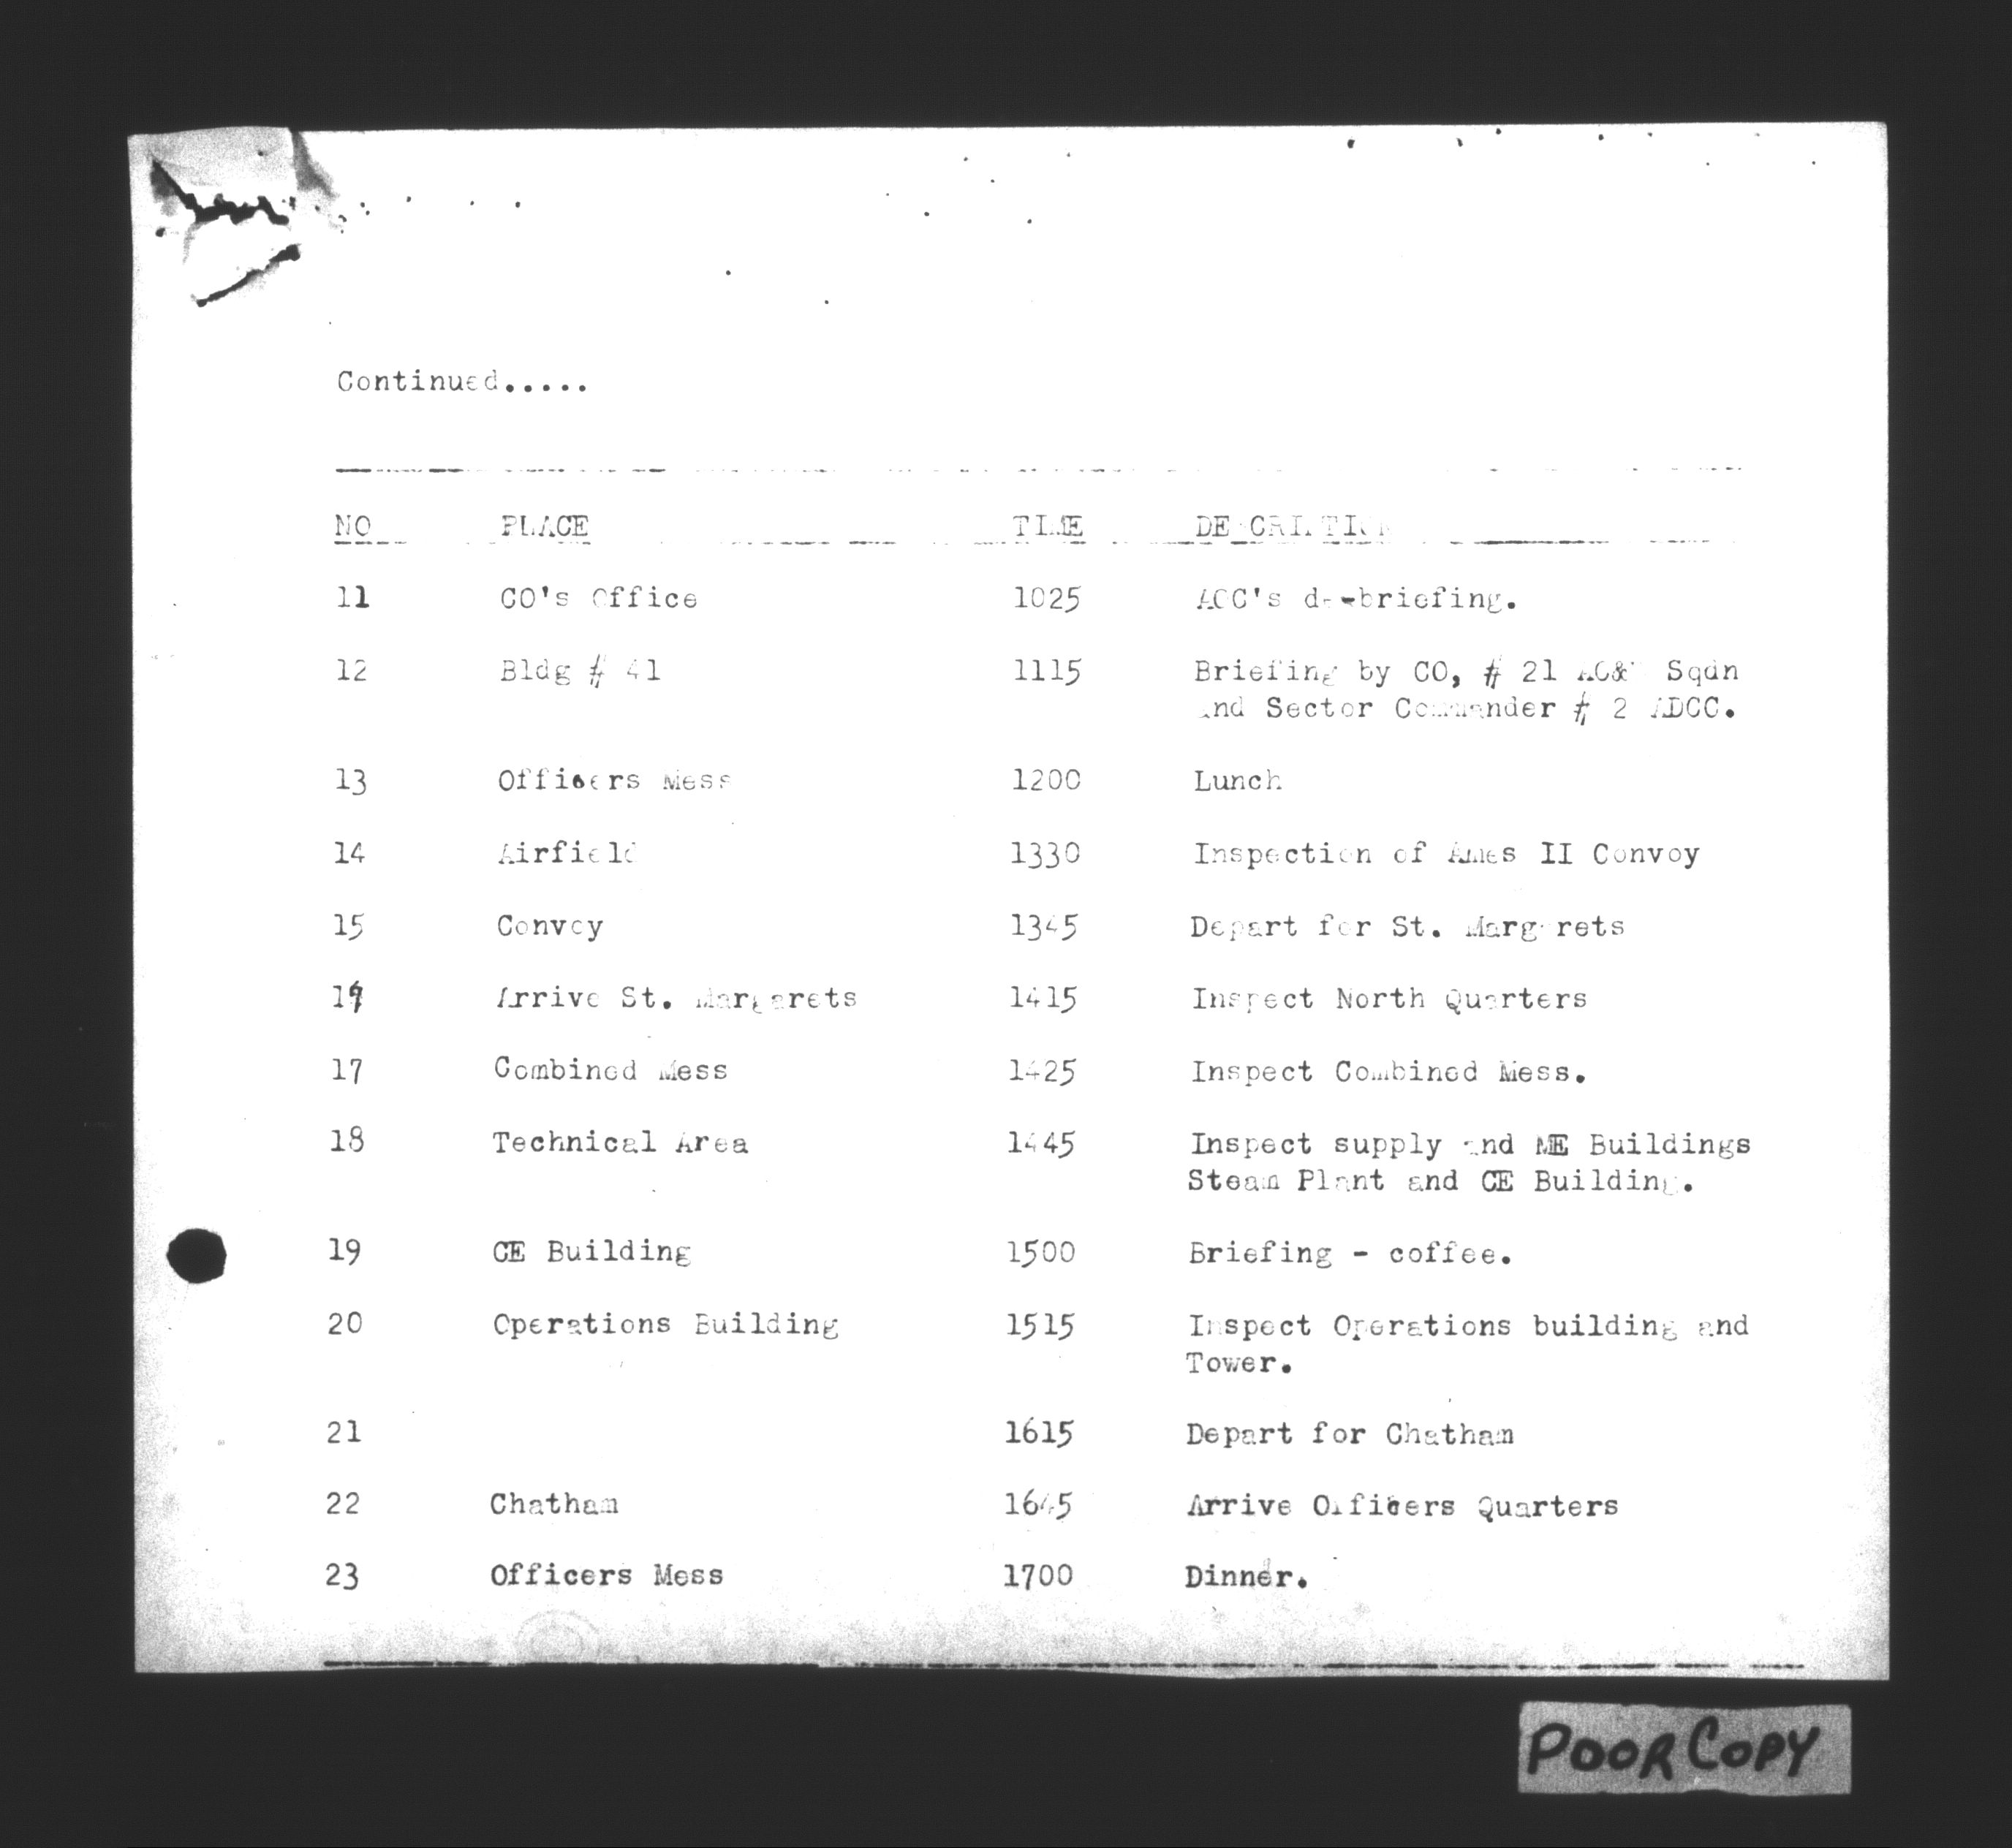 Continued.....
NO PLACE TIME DESCRIPTION
11 CO's Office 1025 AOC's de-briefing.
12 Bldg # 41 1115 Briefing by CO, # 21 AC&W Sqdn
and Sector Commander # 2 ADCC.
13 Officers Mess 1200 Lunch
14 Airfield 1330 Inspection of Ames II Convoy
15 Convoy 1345 Depart for St. Margarets
Arrive St. Margarets 1415 Inspect North Quarters
17 Combined Mess 1425 Inspect Combined Mess.
18 Technical Area 1445 Inspect supply and ME Buildings
Steam Plant and CE Building.
19 CE Building 1500 Briefing - coffee.
20 Operations Building 1515 Inspect Operations building and
Tower.
21 1615 Depart for Chatham
22 Chatham 1645 Arrive Officers Quarters
23 Officers Mess 1700 Dinner.
POOR COPY